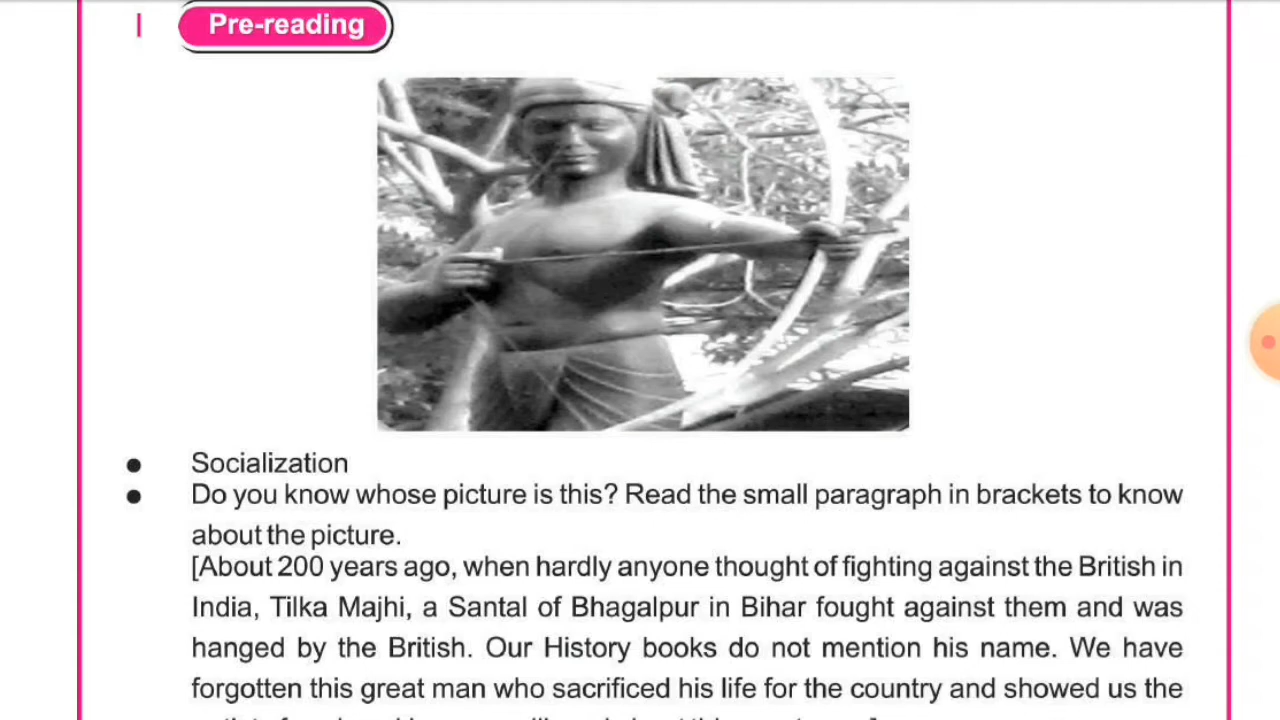 I Pre-reading
● Socialization
● Do you know whose picture is this? Read the small paragraph in brackets to know
about the picture.
[About 200 years ago, when hardly anyone thought of fighting against the British in
India, Tilka Majhi, a Santal of Bhagalpur in Bihar fought against them and was
hanged by the British. Our History books do not mention his name. We have
forgotten this great man who sacrificed his life for the country and showed us the